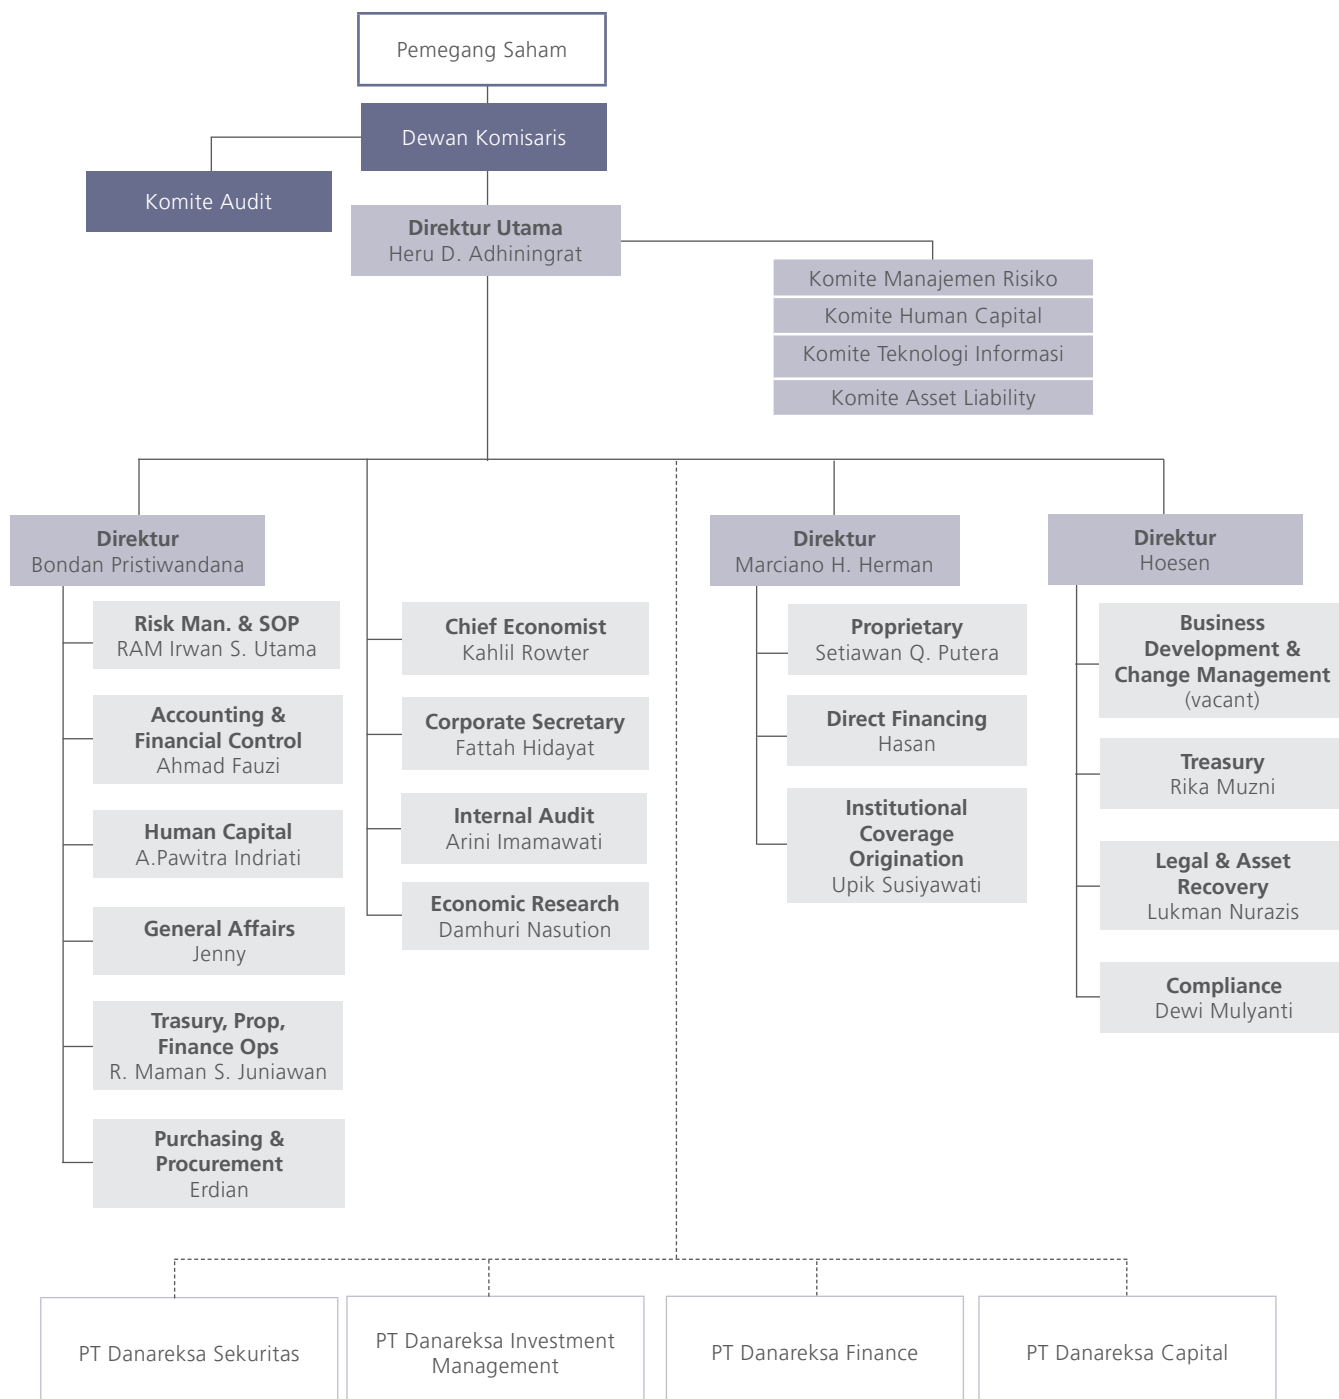 Pemegang Saham
Dewan Komisaris
Komite Audit
Direktur Utama
Heru D. Adhiningrat
Komite Manajemen Risiko
Komite Human Capital
Komite Teknologi Informasi
Komite Asset Liability
Direktur
Bondan Pristiwandana
Risk Man. & SOP
RAM Irwan S. Utama
Accounting &
Financial Control
Ahmad Fauzi
Human Capital
A.Pawitra Indriati
General Affairs
Jenny
Trasury, Prop,
Finance Ops
R. Maman S. Juniawan
Purchasing &
Procurement
Erdian
Chief Economist
Kahlil Rowter
Corporate Secretary
Fattah Hidayat
Internal Audit
Arini Imamawati
Economic Research
Damhuri Nasution
Direktur
Marciano H. Herman
Proprietary
Setiawan Q. Putera
Direct Financing
Hasan
Institutional
Coverage
Origination
Upik Susiyawati
Direktur
Hoesen
Business
Development &
Change Management
(vacant)
Treasury
Rika Muzni
Legal & Asset
Recovery
Lukman Nurazis
Compliance
Dewi Mulyanti
PT Danareksa Sekuritas
PT Danareksa Investment
Management
PT Danareksa Finance
PT Danareksa Capital